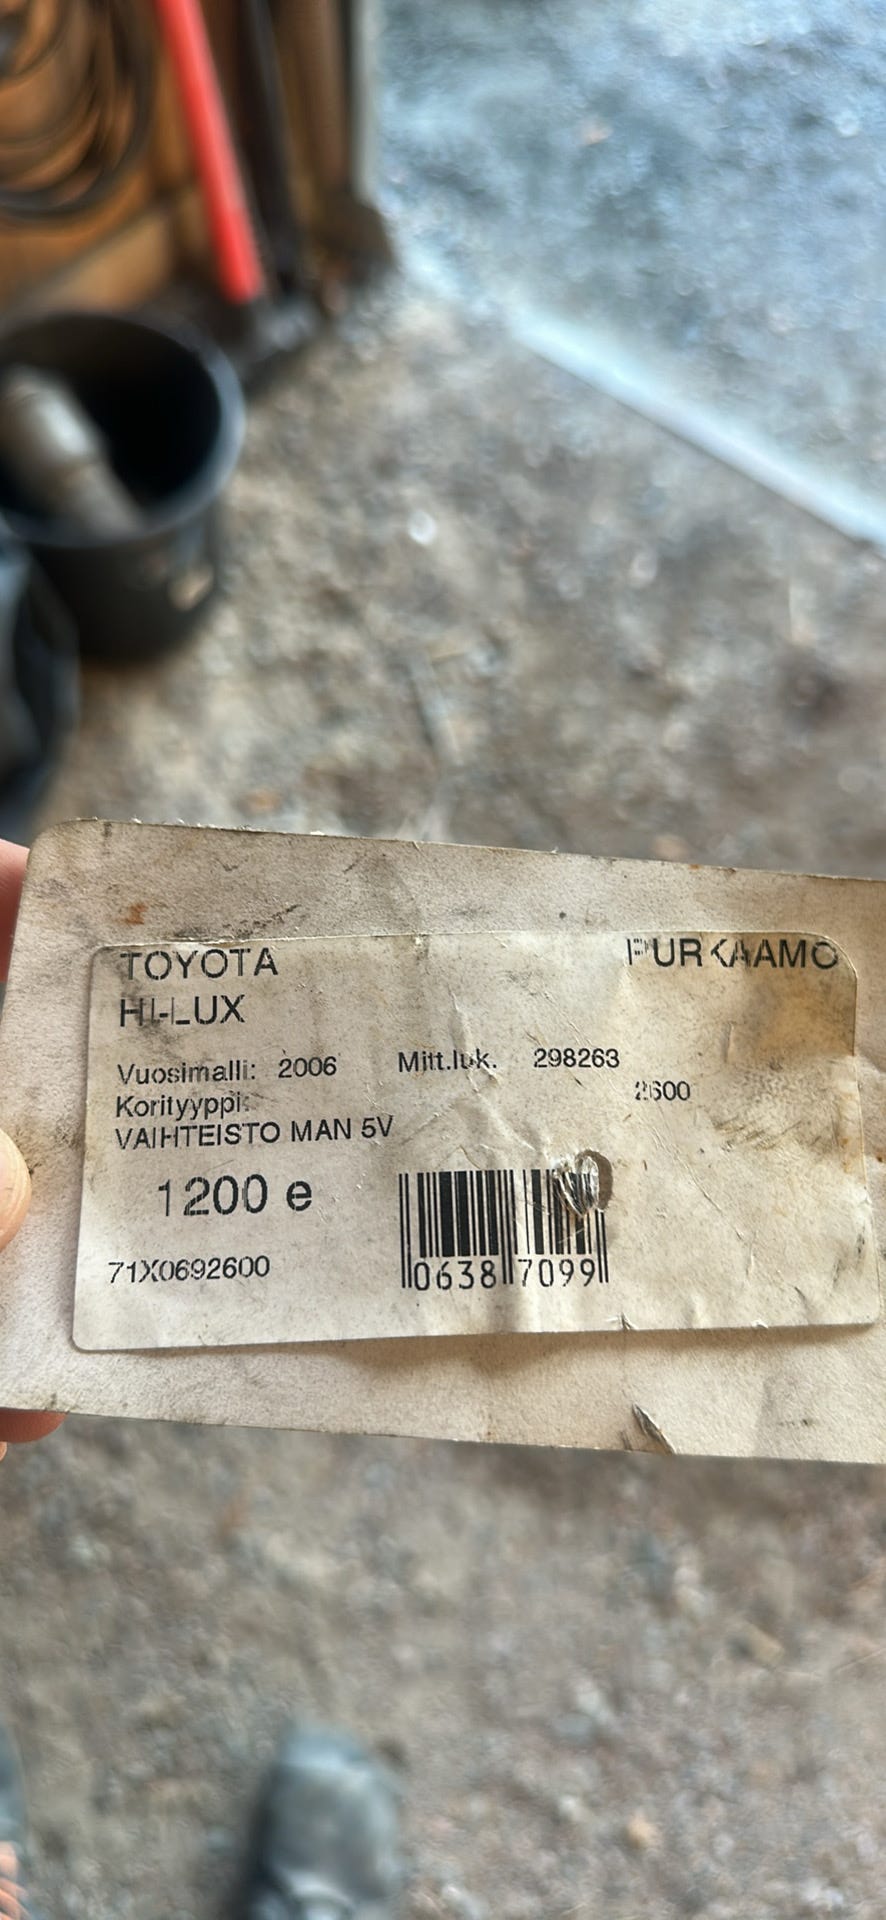 TOYOTA PURKAAMO
HI-LUX
Vuosimalli: 2006 Mitt.luk. 298263
Korityyppi: 2600
VAIHTEISTO MAN 5V
1200 e
71X0692600 0638 7099